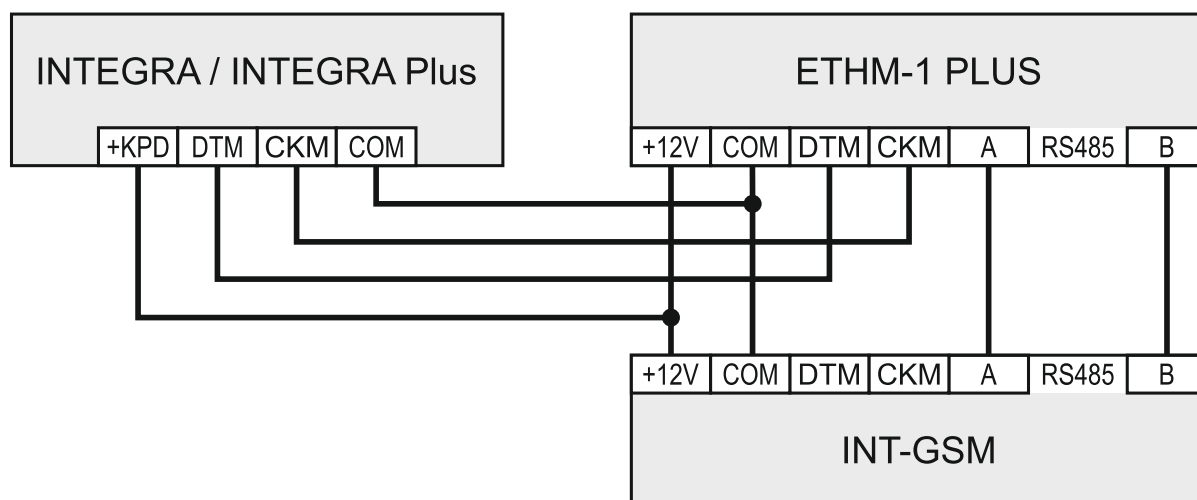 INTEGRA / INTEGRA Plus
+KPD DTM CKM COM
ETHM-1 PLUS
+12V COM DTM CKM A RS485 B
+12V COM DTM CKM A RS485 B
INT-GSM